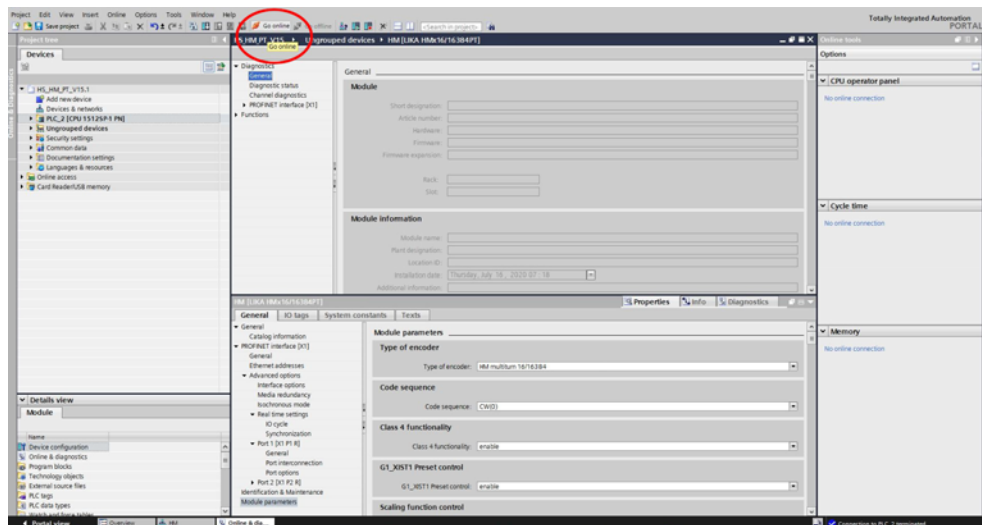 Project Edit View Insert Online Options Tools Window Help
Totally Integrated Automation
PORTAL
Save project
Go online
<Search in project>
Project tree
HS_HM_PT_V15
Ungrouped devices
HM [LIKA HMx16/16384PT]
Online tools
Go online
Devices
Options
HS_HM_PT_V15.1
Add new device
Devices & networks
PLC_2 [CPU 1512SP-1 PN]
Ungrouped devices
Security settings
Common data
Documentation settings
Languages & resources
Online access
Card Reader/USB memory
Diagnostics
General
Diagnostic status
Channel diagnostics
PROFINET interface [X1]
Functions
General
Module
Short designation:
Article number:
Hardware:
Firmware:
Firmware expansion:
Rack:
Slot:
Module information
Module name:
Plant designation:
Location ID:
Installation date: Thursday, July 16, 2020 07:18
Additional information:
CPU operator panel
No online connection
Cycle time
No online connection
Memory
No online connection
HM [LIKA HMx16/16384PT]
Properties Info Diagnostics
General IO tags System constants Texts
General
Catalog information
PROFINET interface [X1]
General
Ethernet addresses
Advanced options
Interface options
Media redundancy
Isochronous mode
Real time settings
IO cycle
Synchronization
Port 1 [X1 P1 R]
General
Port interconnection
Port options
Port 2 [X1 P2 R]
Identification & Maintenance
Module parameters
Module parameters
Type of encoder
Type of encoder: HM multiturn 16/16384
Code sequence
Code sequence: CW(0)
Class 4 functionality
Class 4 functionality: enable
G1_XIST1 Preset control
G1_XIST1 Preset control: enable
Scaling function control
Details view
Module
Name
Device configuration
Online & diagnostics
Program blocks
Technology objects
External source files
PLC tags
PLC data types
Watch and force tables
Online & Diagnostics
Portal view
Overview
HM
Online & dia...
Connection to PLC_2 terminated.